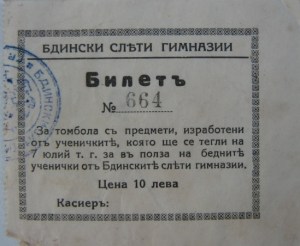 БДИНСКИ СЛѢТИ ГИМНАЗИИ
Билетъ
№ 664
За томбола съ предмети, изработени
отъ ученичкитѣ, която ще се тегли на
7 юлий т. г. за въ полза на беднитѣ
ученички отъ Бдинскитѣ слѣти гимназии.
Цена 10 лева
Касиеръ:
БДИНСКИ